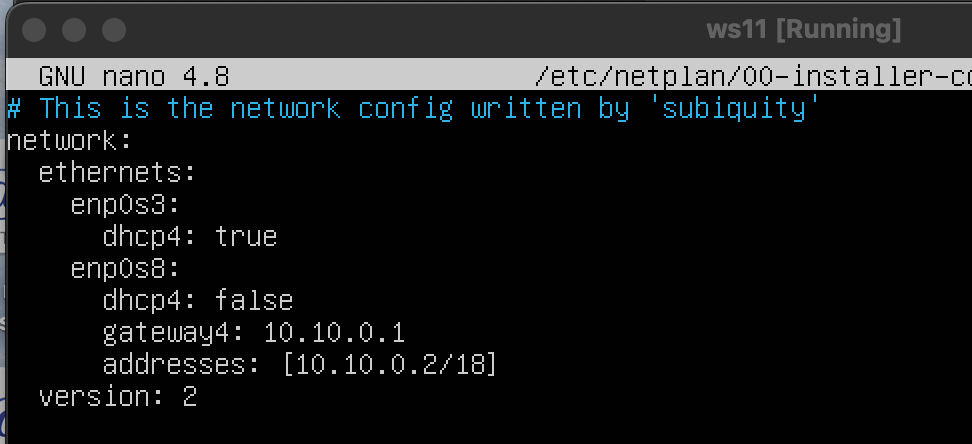 ws11 [Running]
GNU nano 4.8 /etc/netplan/00-installer-co
# This is the network config written by 'subiquity'
network:
  ethernets:
    enp0s3:
      dhcp4: true
    enp0s8:
      dhcp4: false
      gateway4: 10.10.0.1
      addresses: [10.10.0.2/18]
  version: 2